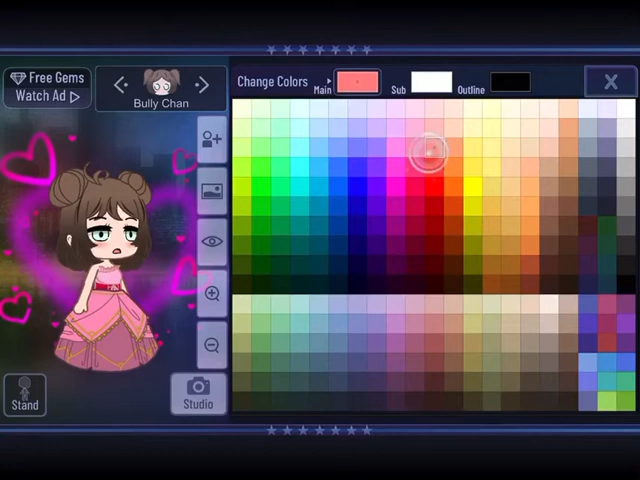 Free Gems
Watch Ad
Bully Chan
Change Colors
Main
Sub
Outline
X
Stand
Studio